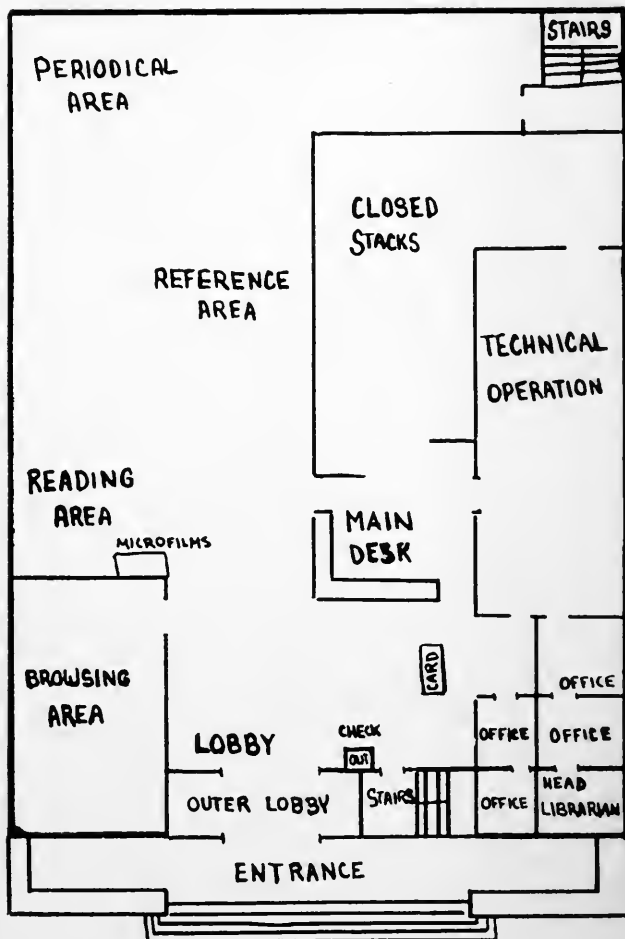 STAIRS
PERIODICAL
AREA
CLOSED
STACKS
REFERENCE
AREA
TECHNICAL
OPERATION
READING
AREA
MICROFILMS
MAIN
DESK
BROWSING
AREA
CARD
OFFICE
LOBBY
CHECK
OUT
OFFICE
OFFICE
OUTER LOBBY
STAIRS
OFFICE
HEAD
LIBRARIAN
ENTRANCE